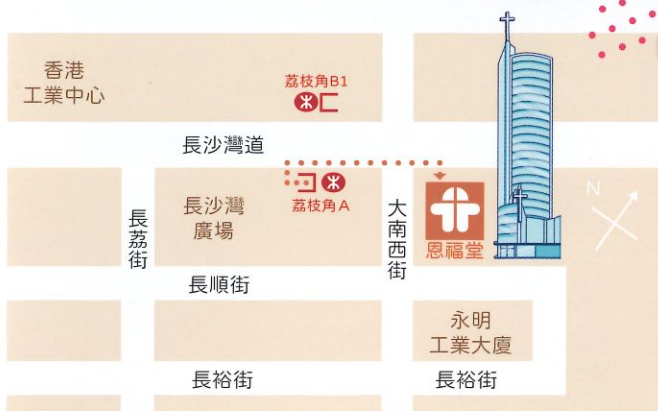 香港
工業中心
荔枝角B1
長沙灣道
荔枝角A
長沙灣
廣場
長荔街
大南西街
恩福堂
N
長順街
永明
工業大廈
長裕街
長裕街